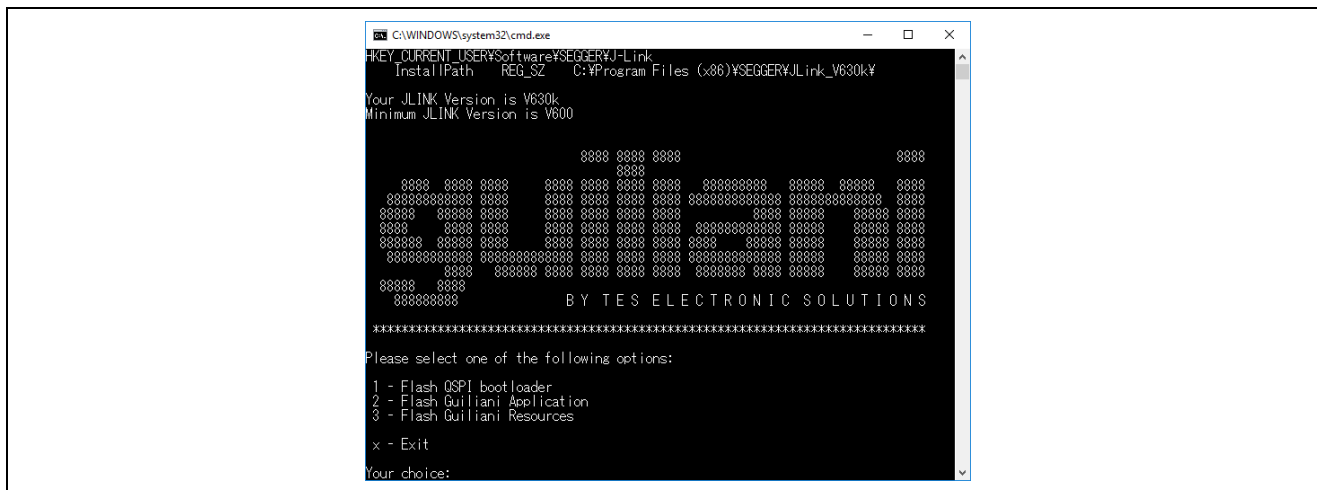 C:\WINDOWS\system32\cmd.exe
HKEY_CURRENT_USER¥Software¥SEGGER¥J-Link
InstallPath REG_SZ C:¥Program Files (x86)¥SEGGER¥JLink_V630k¥
Your JLINK Version is V630k
Minimum JLINK Version is V600
guiliani
BY TES ELECTRONIC SOLUTIONS
*****************************************************************************
Please select one of the following options:
1 - Flash QSPI bootloader
2 - Flash Guiliani Application
3 - Flash Guiliani Resources
x - Exit
Your choice: